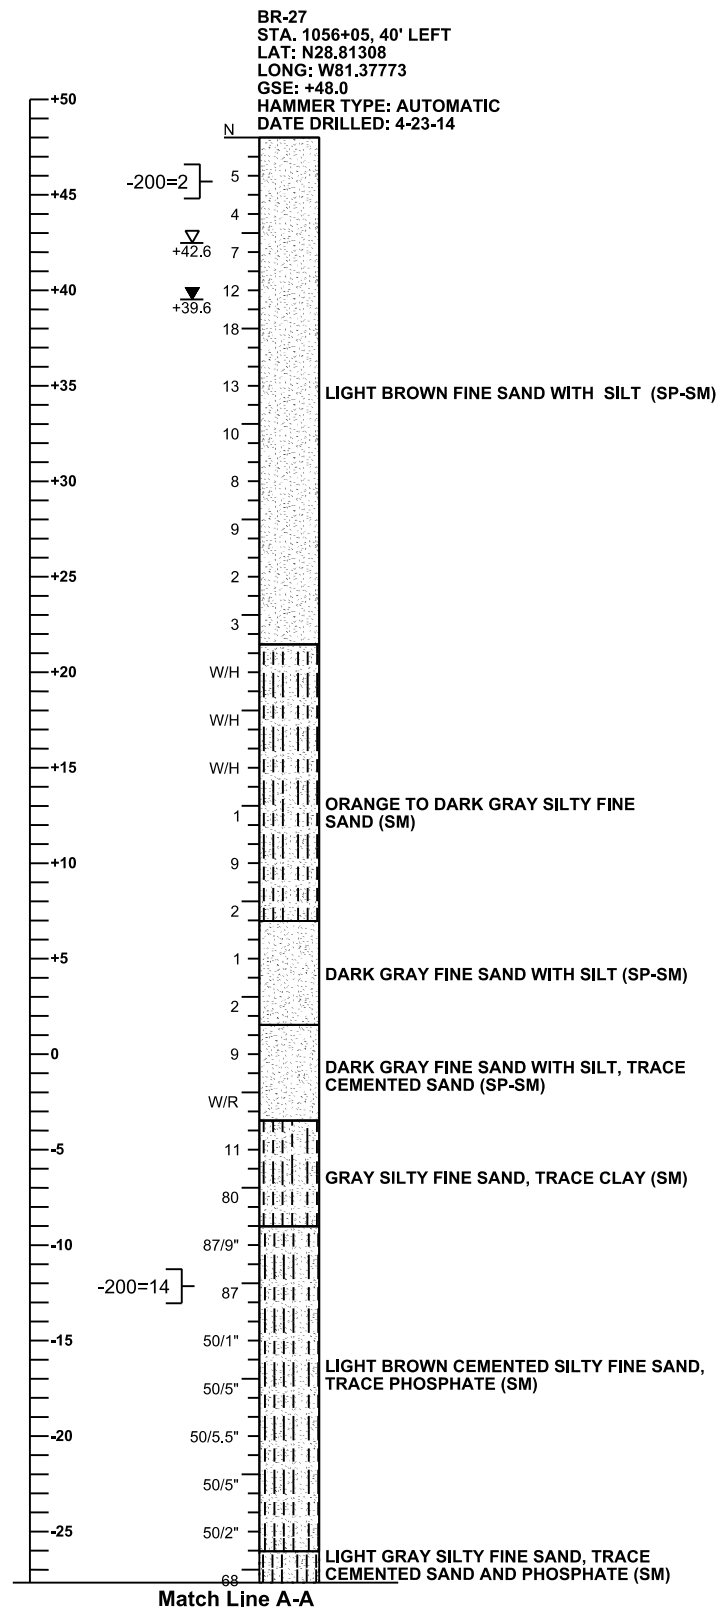 BR-27
STA. 1056+05, 40' LEFT
LAT: N28.81308
LONG: W81.37773
GSE: +48.0
HAMMER TYPE: AUTOMATIC
DATE DRILLED: 4-23-14
+50
N
-200=2
5
+45
4
+42.6
7
+40
12
+39.6
18
+35
13
LIGHT BROWN FINE SAND WITH SILT (SP-SM)
10
+30
8
9
+25
2
3
+20
W/H
W/H
+15
W/H
ORANGE TO DARK GRAY SILTY FINE
SAND (SM)
1
+10
9
2
+5
1
DARK GRAY FINE SAND WITH SILT (SP-SM)
2
0
9
DARK GRAY FINE SAND WITH SILT, TRACE
CEMENTED SAND (SP-SM)
W/R
-5
11
GRAY SILTY FINE SAND, TRACE CLAY (SM)
80
-10
87/9"
-200=14
87
-15
50/1"
LIGHT BROWN CEMENTED SILTY FINE SAND,
TRACE PHOSPHATE (SM)
50/5"
-20
50/5.5"
50/5"
-25
50/2"
LIGHT GRAY SILTY FINE SAND, TRACE
CEMENTED SAND AND PHOSPHATE (SM)
68
Match Line A-A